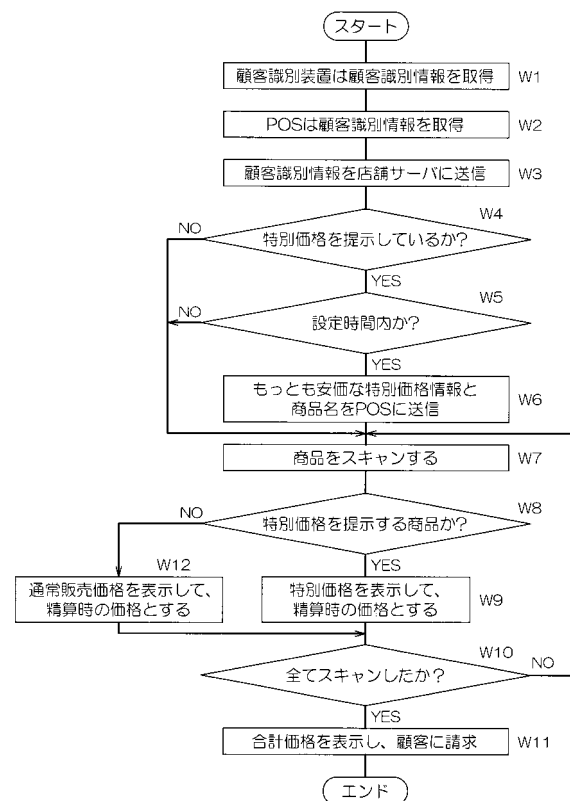 スタート
顧客識別装置は顧客識別情報を取得 W1
POSは顧客識別情報を取得 W2
顧客識別情報を店舗サーバに送信 W3
W4
NO
特別価格を提示しているか?
YES
W5
NO
設定時間内か?
YES
もっとも安価な特別価格情報と
商品名をPOSに送信
W6
商品をスキャンする W7
NO
W8
特別価格を提示する商品か?
W12
YES
通常販売価格を表示して、
精算時の価格とする
特別価格を表示して、
精算時の価格とする
W9
W10
全てスキャンしたか?
NO
YES
合計価格を表示し、顧客に請求 W11
エンド